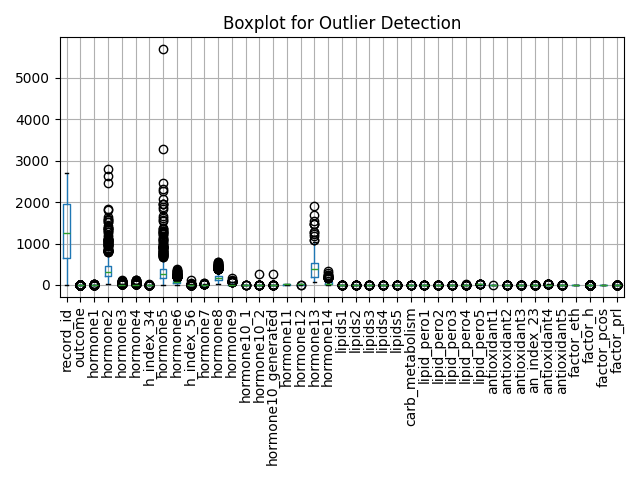 Boxplot for Outlier Detection
5000
4000
3000
2000
1000
0
record_id
outcome
hormone1
hormone2
hormone3
hormone4
h_index_34
hormone5
hormone6
h_index_56
hormone7
hormone8
hormone9
hormone10_1
hormone10_2
hormone10_generated
hormone11
hormone12
hormone13
hormone14
lipids1
lipids2
lipids3
lipids4
lipids5
carb_metabolism
lipid_pero1
lipid_pero2
lipid_pero3
lipid_pero4
lipid_pero5
antioxidant1
antioxidant2
antioxidant3
an_index_23
antioxidant4
antioxidant5
factor_eth
factor_h
factor_pcos
factor_prl